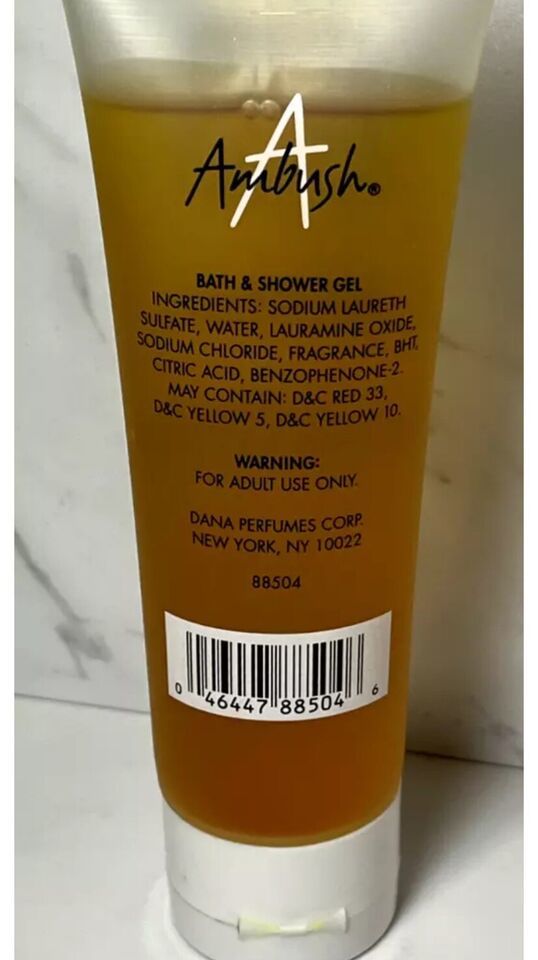 A
Ambush®
BATH & SHOWER GEL
INGREDIENTS: SODIUM LAURETH
SULFATE, WATER, LAURAMINE OXIDE,
SODIUM CHLORIDE, FRAGRANCE, BHT,
CITRIC ACID, BENZOPHENONE-2.
MAY CONTAIN: D&C RED 33,
D&C YELLOW 5, D&C YELLOW 10.
WARNING:
FOR ADULT USE ONLY.
DANA PERFUMES CORP.
NEW YORK, NY 10022
88504
0 46447 88504 6